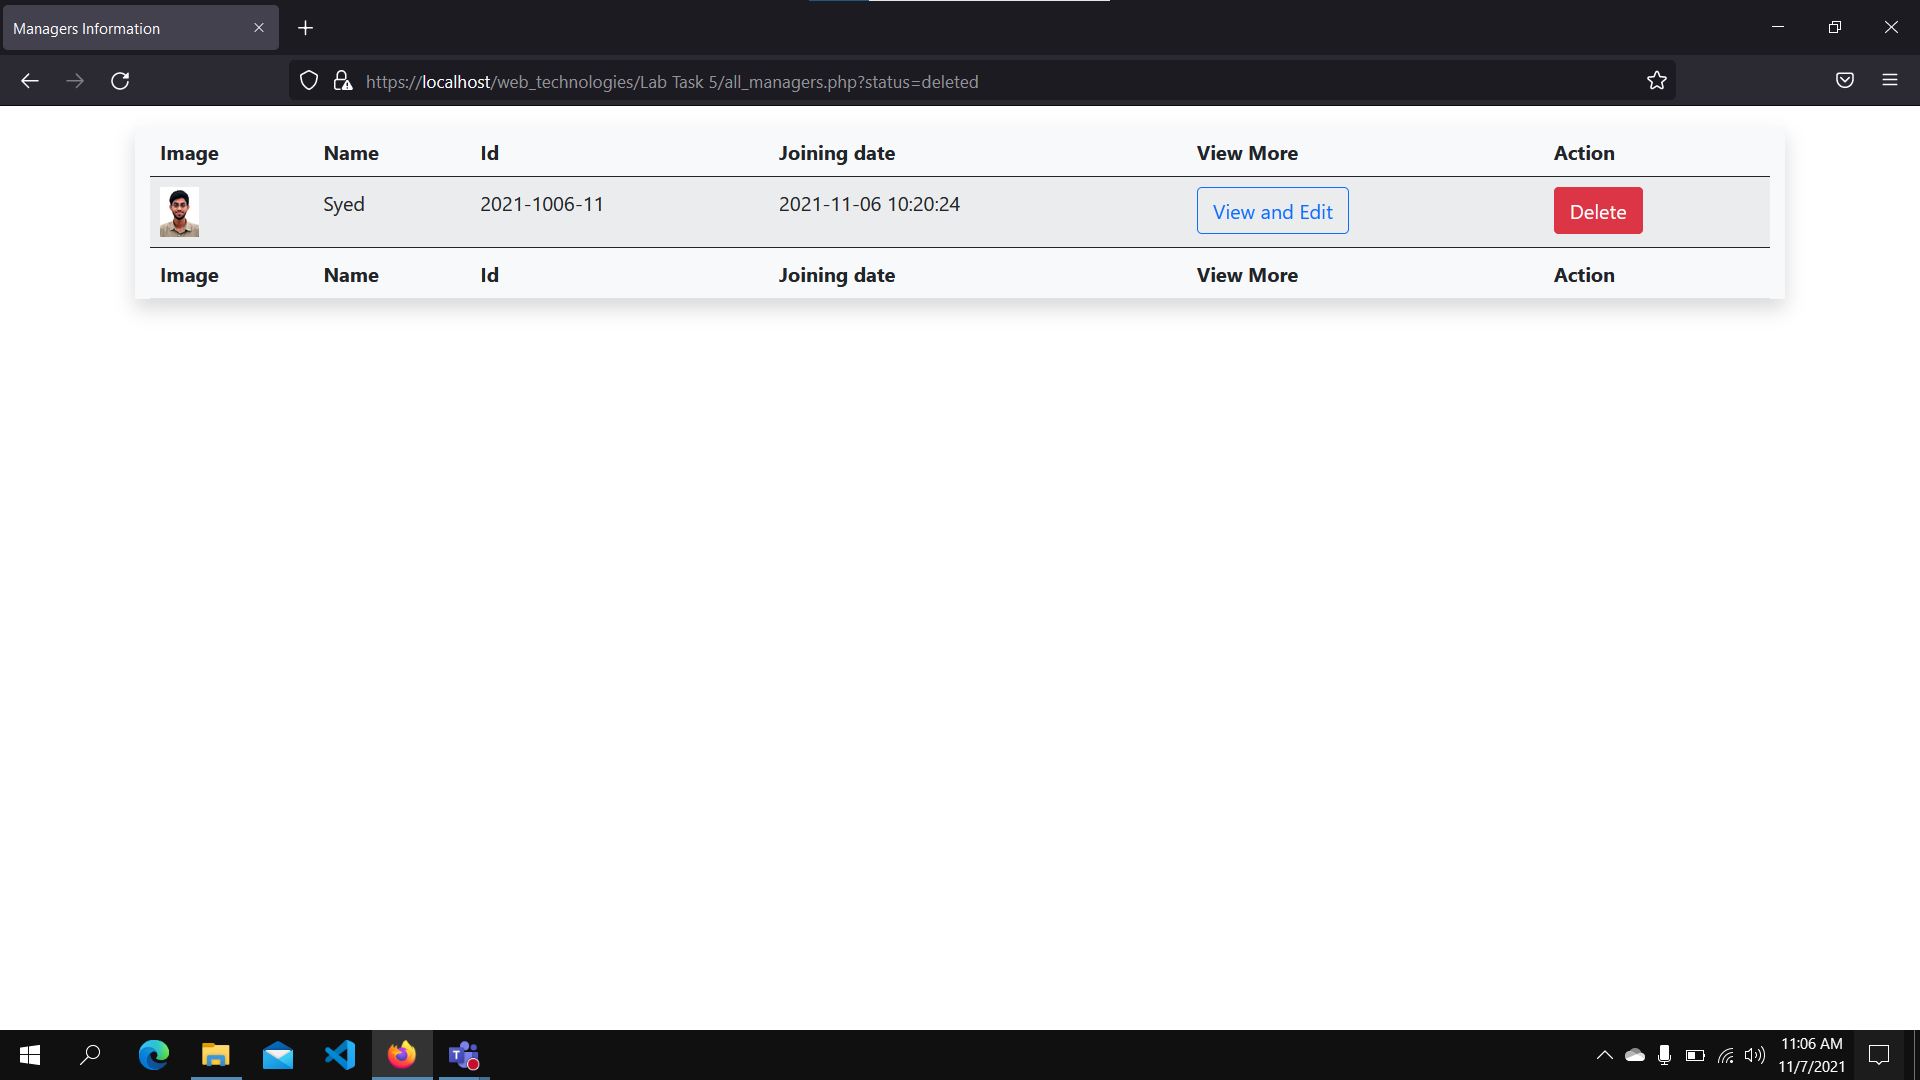 Managers Information
https://localhost/web_technologies/Lab Task 5/all_managers.php?status=deleted
Image Name Id Joining date View More Action
Syed 2021-1006-11 2021-11-06 10:20:24 View and Edit Delete
Image Name Id Joining date View More Action
11:06 AM
11/7/2021